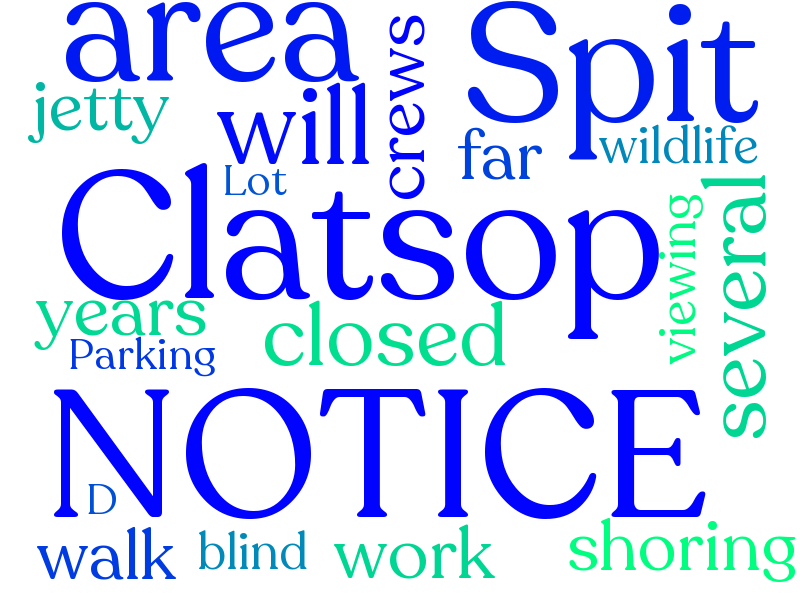 area
Spit
crews
jetty
will
far
wildlife
Lot
Clatsop
several
viewing
years
closed
Parking
NOTICE
D
walk
blind
work
shoring